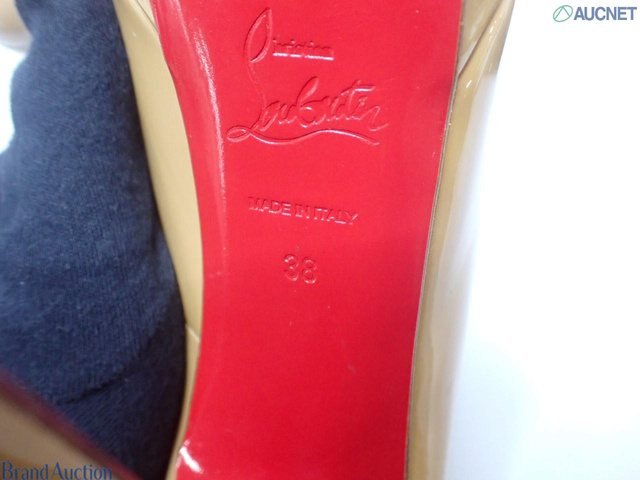 AUCNET
Christian
Louboutin
MADE IN ITALY
38
Brand Auction